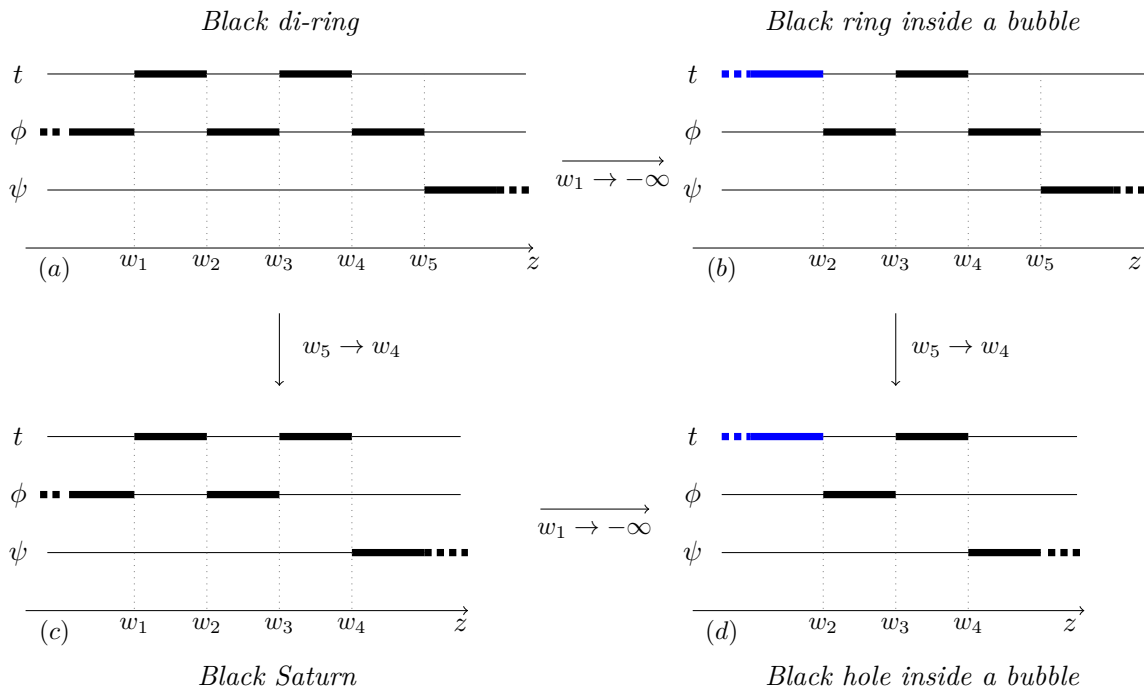 Black di-ring
t
ϕ
ψ
w₁ w₂ w₃ w₄ w₅ z
(a)
w₁ → −∞
Black ring inside a bubble
t
ϕ
ψ
w₂ w₃ w₄ w₅ z
(b)
w₅ → w₄
w₅ → w₄
t
ϕ
ψ
w₁ w₂ w₃ w₄ z
(c)
Black Saturn
w₁ → −∞
t
ϕ
ψ
w₂ w₃ w₄ z
(d)
Black hole inside a bubble